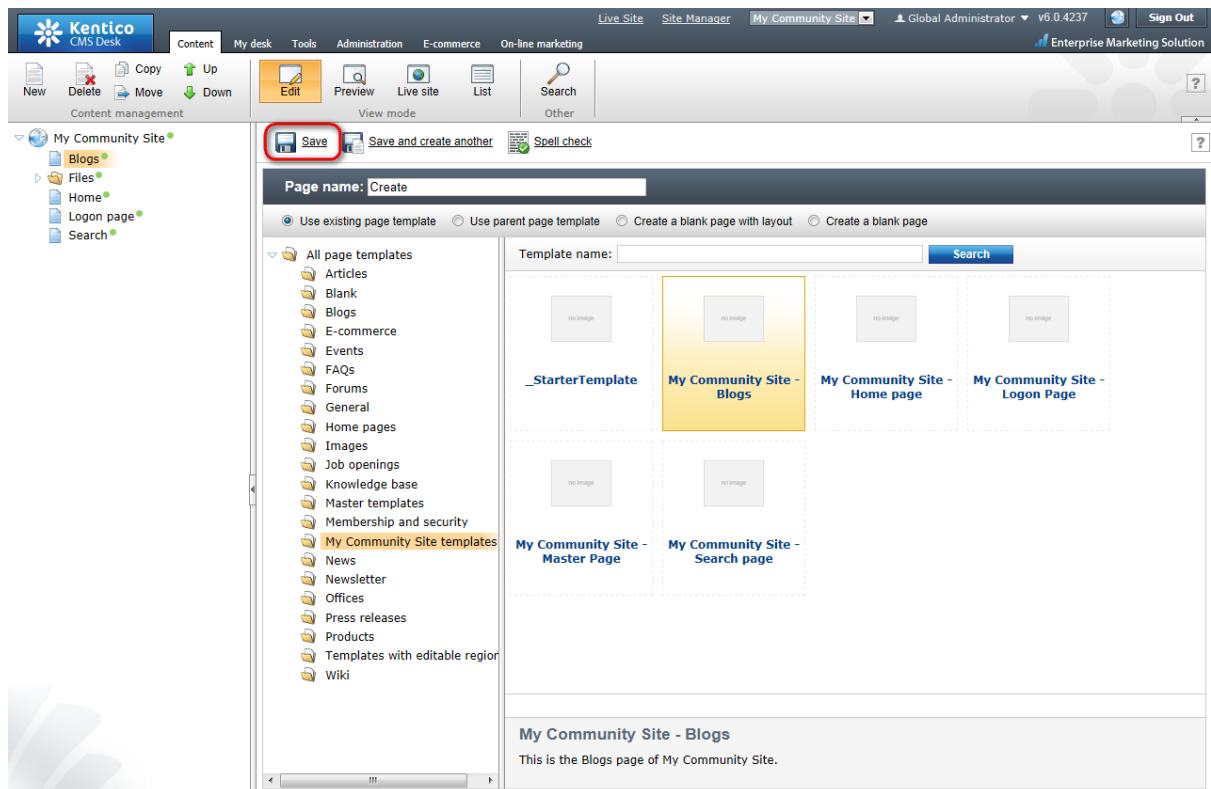 Kentico
CMS Desk
Live Site Site Manager My Community Site Global Administrator v6.0.4237 Sign Out
Content My desk Tools Administration E-commerce On-line marketing
Enterprise Marketing Solution
New Delete Copy Move Up Down
Content management
Edit Preview Live site List
View mode
Search
Other
?
My Community Site
Blogs
Files
Home
Logon page
Search
Save Save and create another Spell check
?
Page name: Create
Use existing page template Use parent page template Create a blank page with layout Create a blank page
All page templates
Articles
Blank
Blogs
E-commerce
Events
FAQs
Forums
General
Home pages
Images
Job openings
Knowledge base
Master templates
Membership and security
My Community Site templates
News
Newsletter
Offices
Press releases
Products
Templates with editable region
Wiki
Template name: Search
no image
_StarterTemplate
no image
My Community Site -
Blogs
no image
My Community Site -
Home page
no image
My Community Site -
Logon Page
no image
My Community Site -
Master Page
no image
My Community Site -
Search page
My Community Site - Blogs
This is the Blogs page of My Community Site.